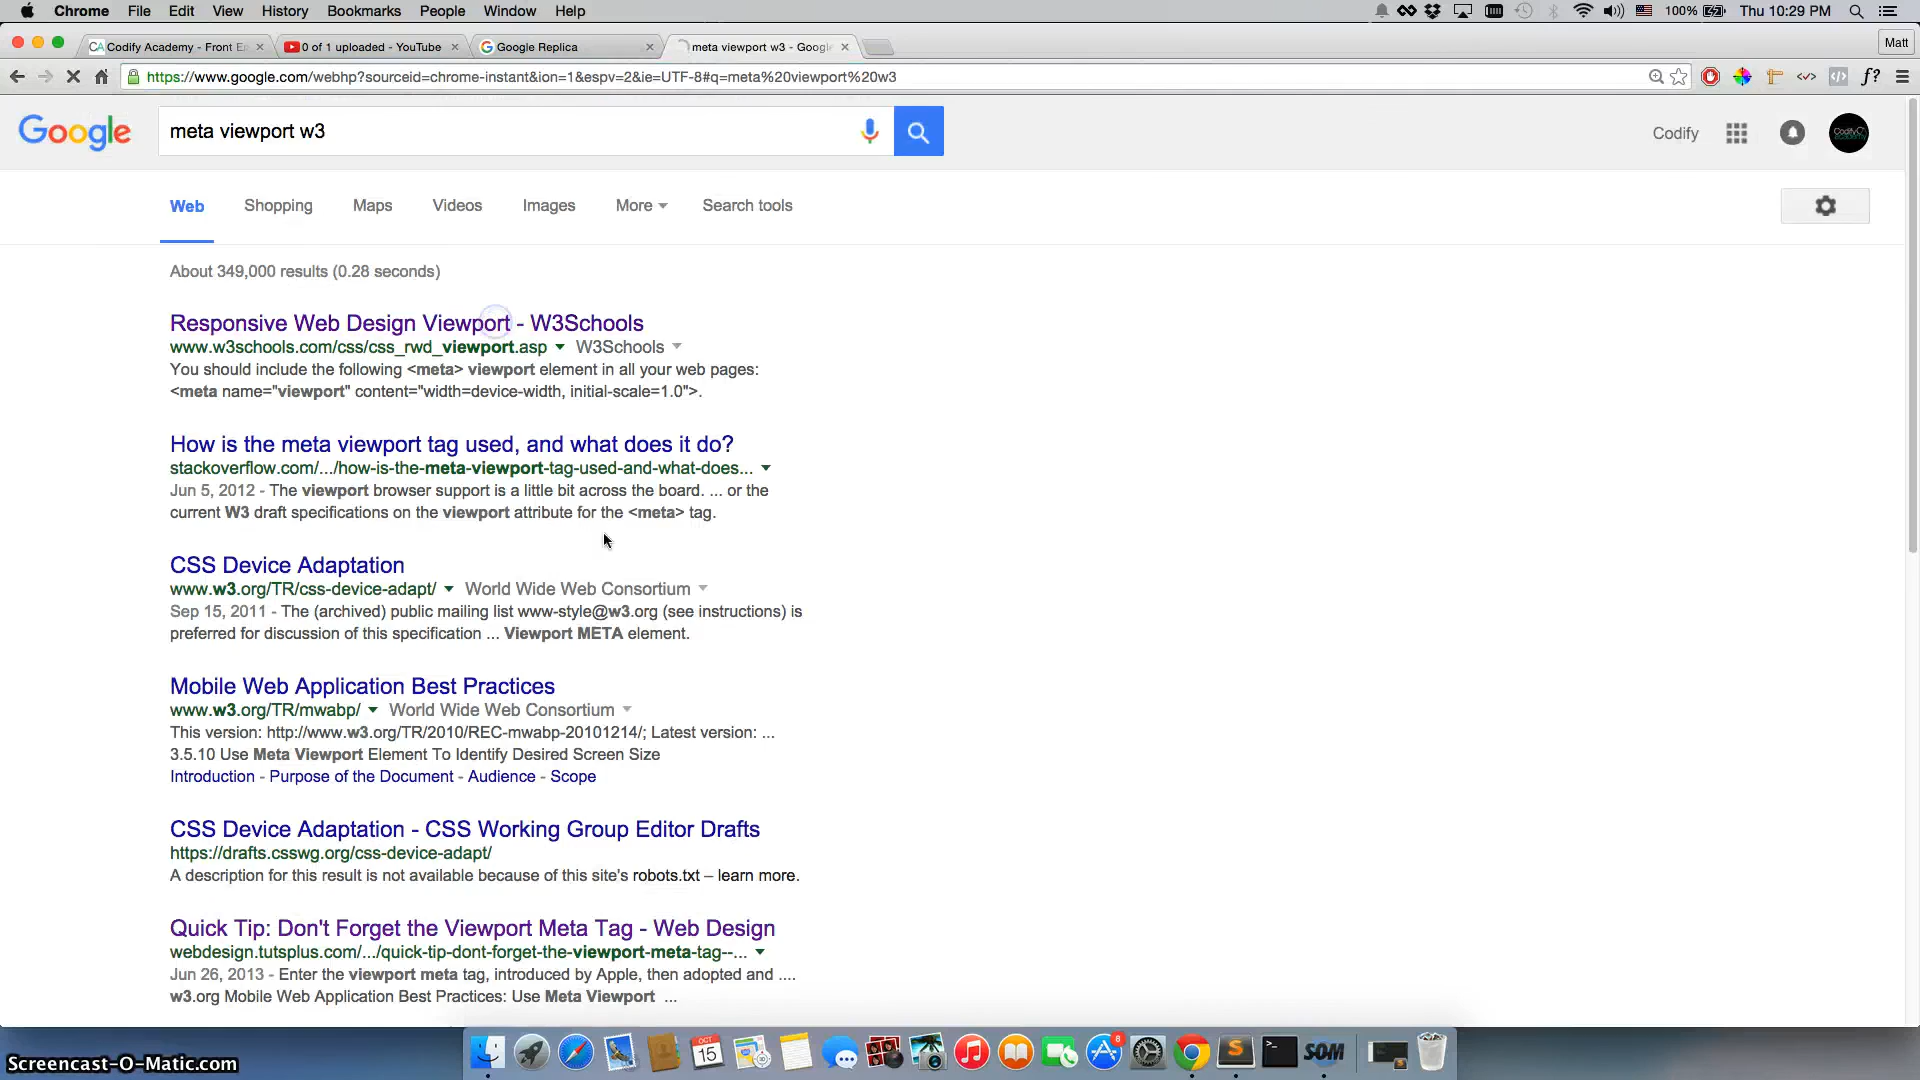 Chrome File Edit View History Bookmarks People Window Help 100% Thu 10:29 PM
CA Codify Academy - Front E 0 of 1 uploaded - YouTube Google Replica meta viewport w3 - Google Matt
https://www.google.com/webhp?sourceid=chrome-instant&ion=1&espv=2&ie=UTF-8#q=meta%20viewport%20w3 f?
Google meta viewport w3 Codify
Web Shopping Maps Videos Images More Search tools
About 349,000 results (0.28 seconds)
Responsive Web Design Viewport - W3Schools
www.w3schools.com/css/css_rwd_viewport.asp W3Schools
You should include the following <meta> viewport element in all your web pages:
<meta name="viewport" content="width=device-width, initial-scale=1.0">.
How is the meta viewport tag used, and what does it do?
stackoverflow.com/.../how-is-the-meta-viewport-tag-used-and-what-does...
Jun 5, 2012 - The viewport browser support is a little bit across the board. ... or the
current W3 draft specifications on the viewport attribute for the <meta> tag.
CSS Device Adaptation
www.w3.org/TR/css-device-adapt/ World Wide Web Consortium
Sep 15, 2011 - The (archived) public mailing list www-style@w3.org (see instructions) is
preferred for discussion of this specification ... Viewport META element.
Mobile Web Application Best Practices
www.w3.org/TR/mwabp/ World Wide Web Consortium
This version: http://www.w3.org/TR/2010/REC-mwabp-20101214/; Latest version: ...
3.5.10 Use Meta Viewport Element To Identify Desired Screen Size
Introduction - Purpose of the Document - Audience - Scope
CSS Device Adaptation - CSS Working Group Editor Drafts
https://drafts.csswg.org/css-device-adapt/
A description for this result is not available because of this site's robots.txt – learn more.
Quick Tip: Don't Forget the Viewport Meta Tag - Web Design
webdesign.tutsplus.com/.../quick-tip-dont-forget-the-viewport-meta-tag--...
Jun 26, 2013 - Enter the viewport meta tag, introduced by Apple, then adopted and ....
w3.org Mobile Web Application Best Practices: Use Meta Viewport ...
OCT 15 8 SOM
Screencast-O-Matic.com